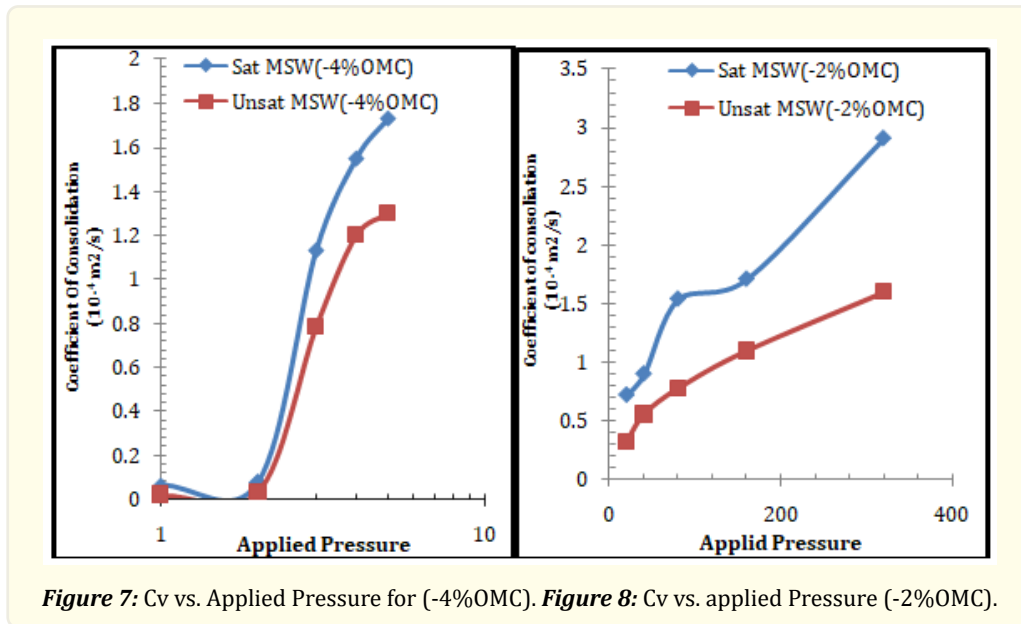 2
1.8
1.6
1.4
1.2
1
0.8
0.6
0.4
0.2
0
Coefficient Of Consolidation
(10⁻⁴ m2/s)
Sat MSW(-4%OMC)
Unsat MSW(-4%OMC)
1
10
Applied Pressure
3.5
3
2.5
2
1.5
1
0.5
0
Coefficient of consoliation
(10⁻⁴ m2/s)
Sat MSW(-2%OMC)
Unsat MSW(-2%OMC)
0
200
400
Applid Pressure
Figure 7: Cv vs. Applied Pressure for (-4%OMC). Figure 8: Cv vs. applied Pressure (-2%OMC).